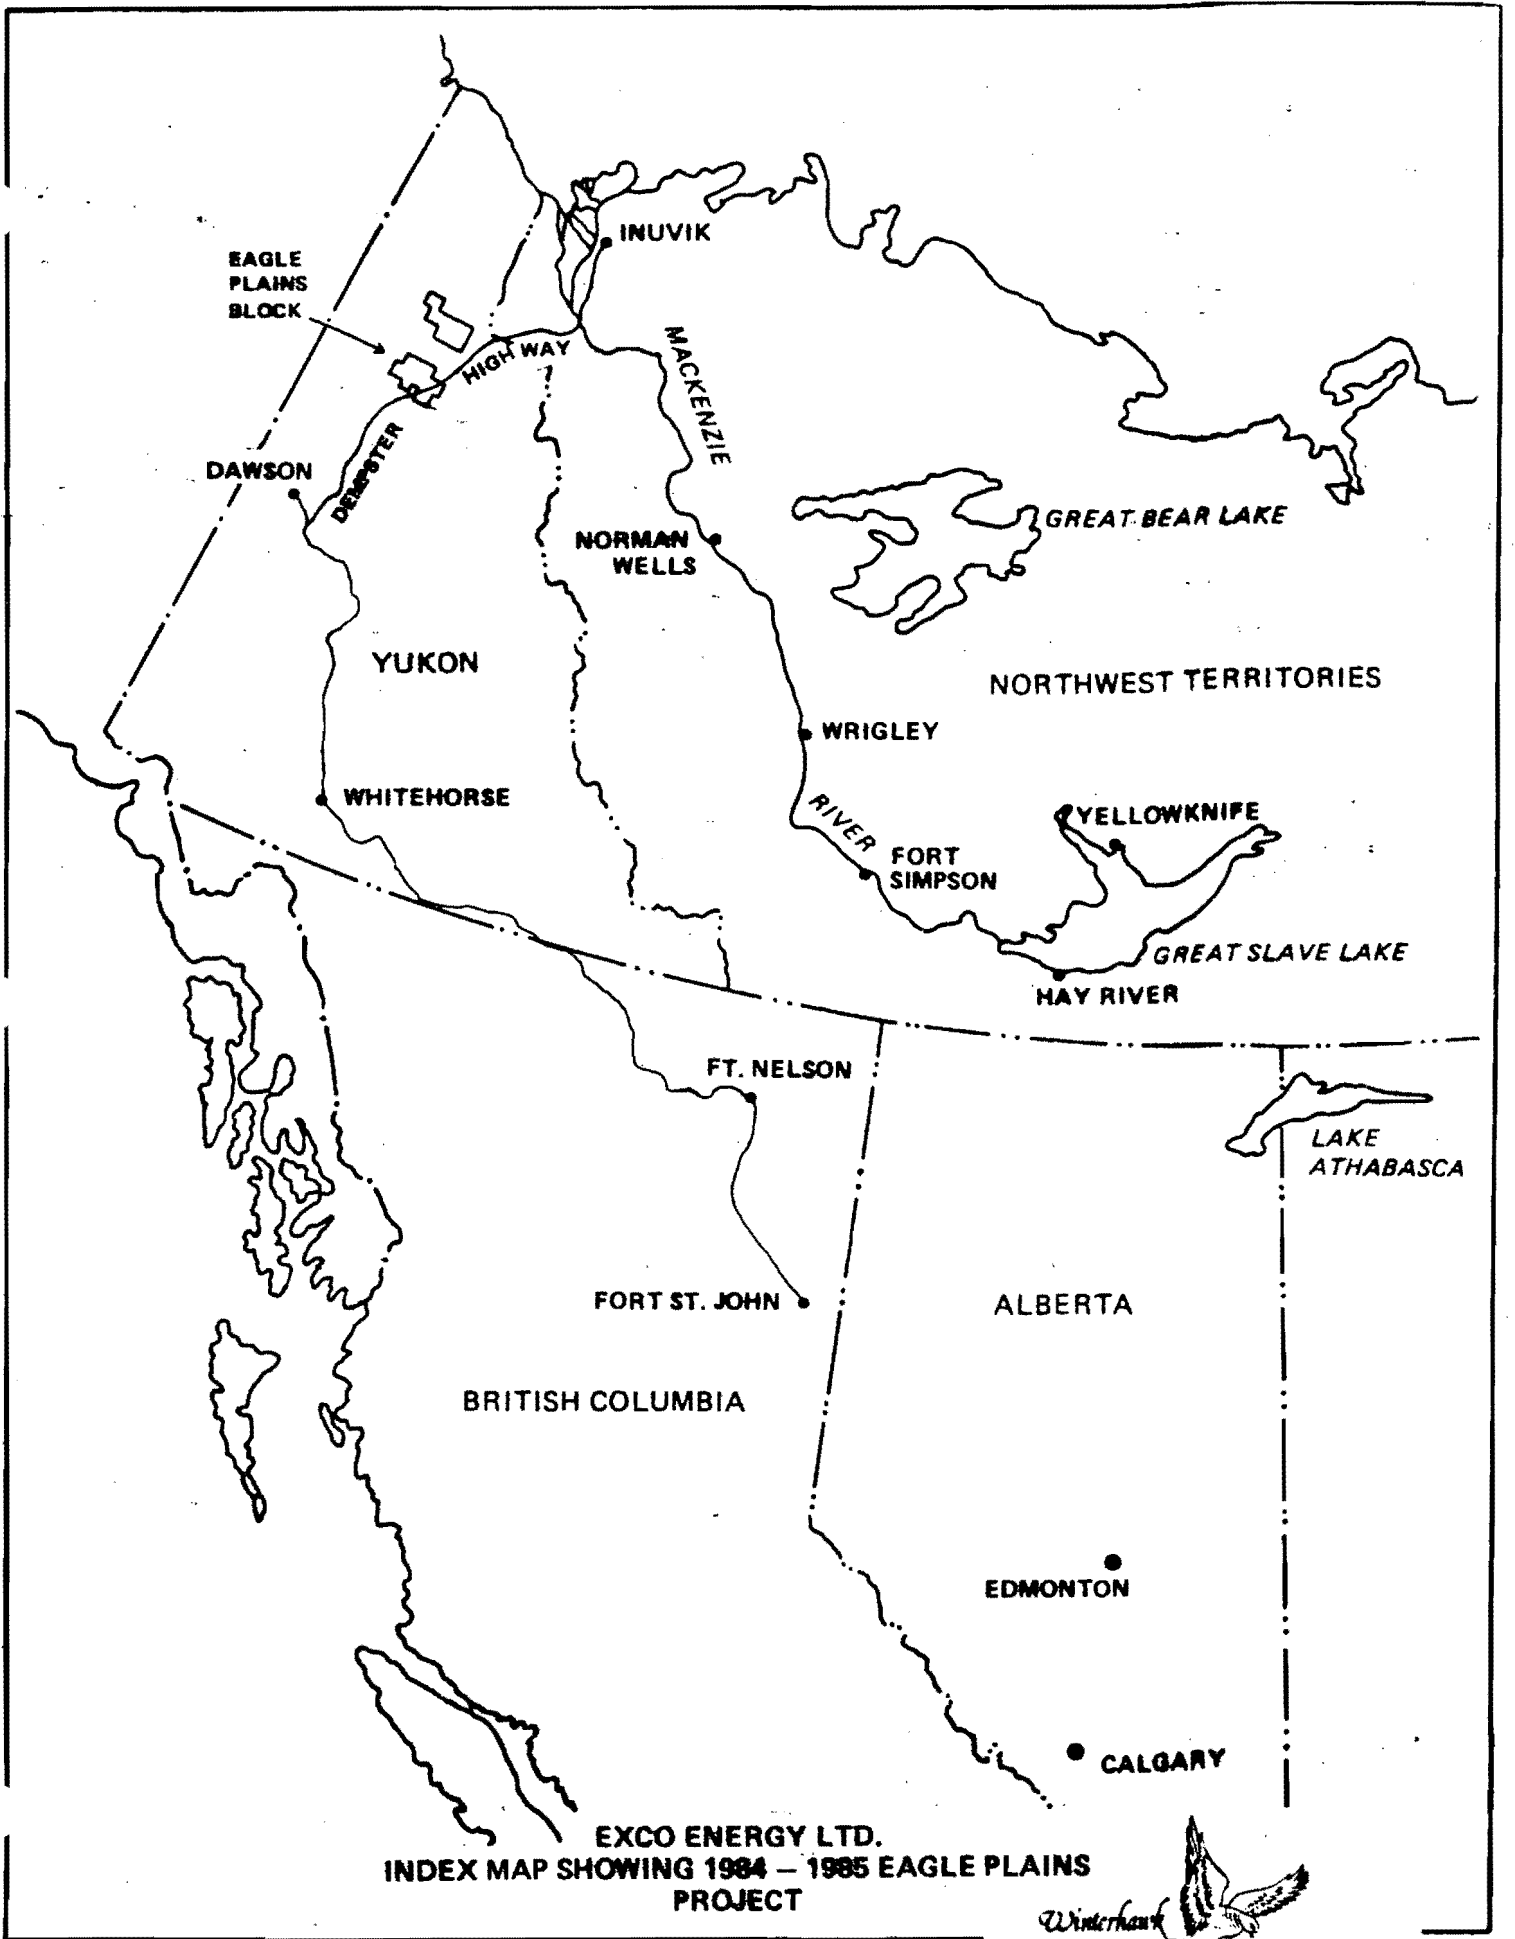 INUVIK
EAGLE
PLAINS
BLOCK
HIGHWAY
MACKENZIE
DAWSON
DEMPSTER
GREAT BEAR LAKE
NORMAN
WELLS
YUKON
NORTHWEST TERRITORIES
WRIGLEY
WHITEHORSE
RIVER
YELLOWKNIFE
FORT
SIMPSON
GREAT SLAVE LAKE
HAY RIVER
FT. NELSON
LAKE
ATHABASCA
FORT ST. JOHN
ALBERTA
BRITISH COLUMBIA
EDMONTON
CALGARY
EXCO ENERGY LTD.
INDEX MAP SHOWING 1984 – 1985 EAGLE PLAINS
PROJECT
Winterhawk